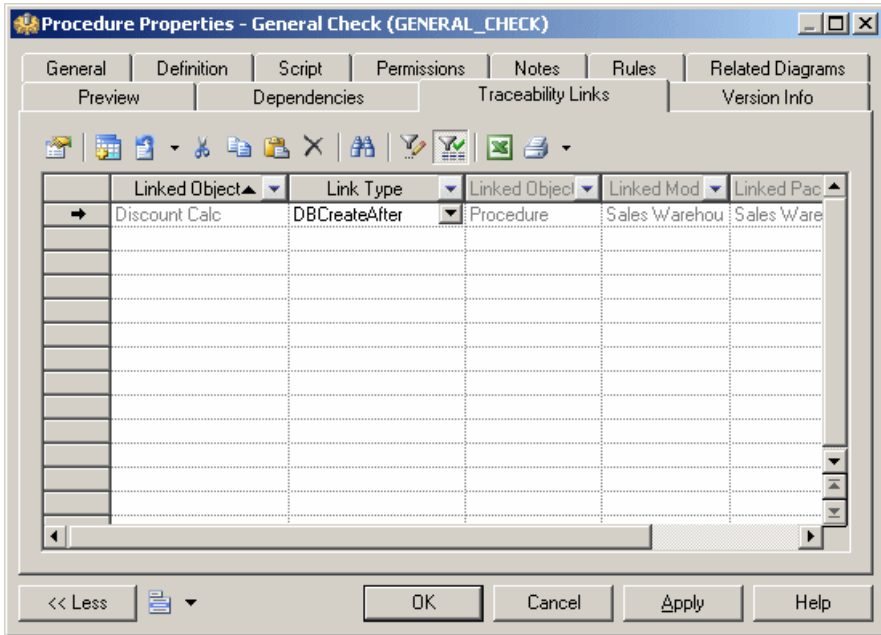 Procedure Properties - General Check (GENERAL_CHECK)
General Definition Script Permissions Notes Rules Related Diagrams
Preview Dependencies Traceability Links Version Info
Linked Object Link Type Linked Object Linked Mod Linked Pac
Discount Calc DBCreateAfter Procedure Sales Warehou Sales Ware
<< Less OK Cancel Apply Help